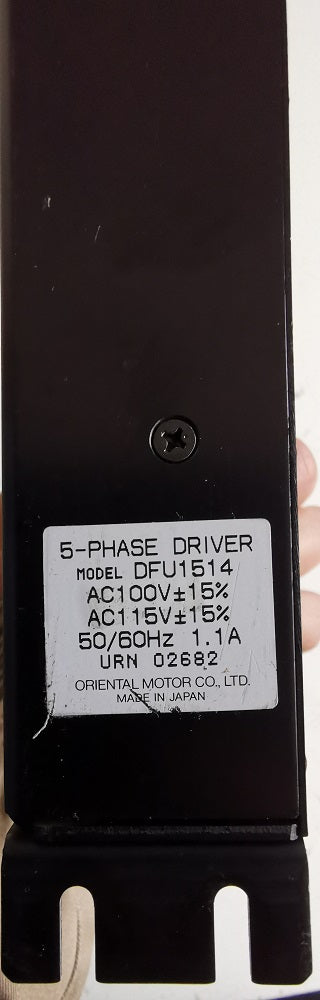 5-PHASE DRIVER
MODEL DFU1514
AC100V±15%
AC115V±15%
50/60Hz 1.1A
URN 02682
ORIENTAL MOTOR CO., LTD.
MADE IN JAPAN